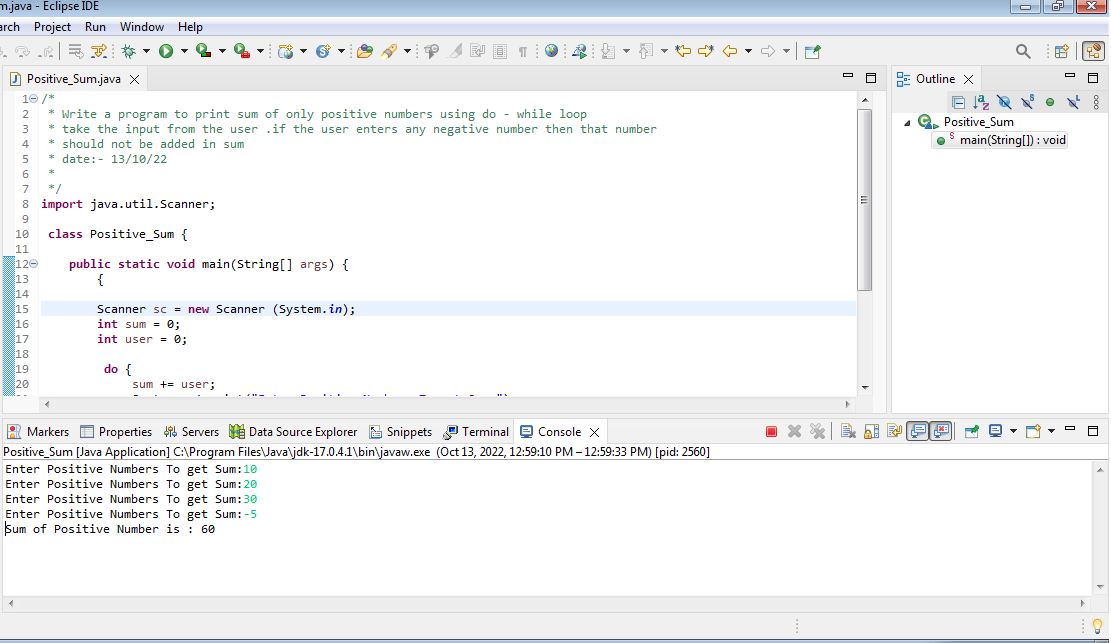 m.java - Eclipse IDE
arch Project Run Window Help
Positive_Sum.java
Outline
1 /*
2 * Write a program to print sum of only positive numbers using do - while loop
3 * take the input from the user .if the user enters any negative number then that number
4 * should not be added in sum
5 * date:- 13/10/22
6 *
7 */
8 import java.util.Scanner;
9
10 class Positive_Sum {
11
12 public static void main(String[] args) {
13 {
14
15 Scanner sc = new Scanner (System.in);
16 int sum = 0;
17 int user = 0;
18
19 do {
20 sum += user;
Positive_Sum
main(String[]) : void
Markers Properties Servers Data Source Explorer Snippets Terminal Console
Positive_Sum [Java Application] C:\Program Files\Java\jdk-17.0.4.1\bin\javaw.exe (Oct 13, 2022, 12:59:10 PM – 12:59:33 PM) [pid: 2560]
Enter Positive Numbers To get Sum:10
Enter Positive Numbers To get Sum:20
Enter Positive Numbers To get Sum:30
Enter Positive Numbers To get Sum:-5
Sum of Positive Number is : 60